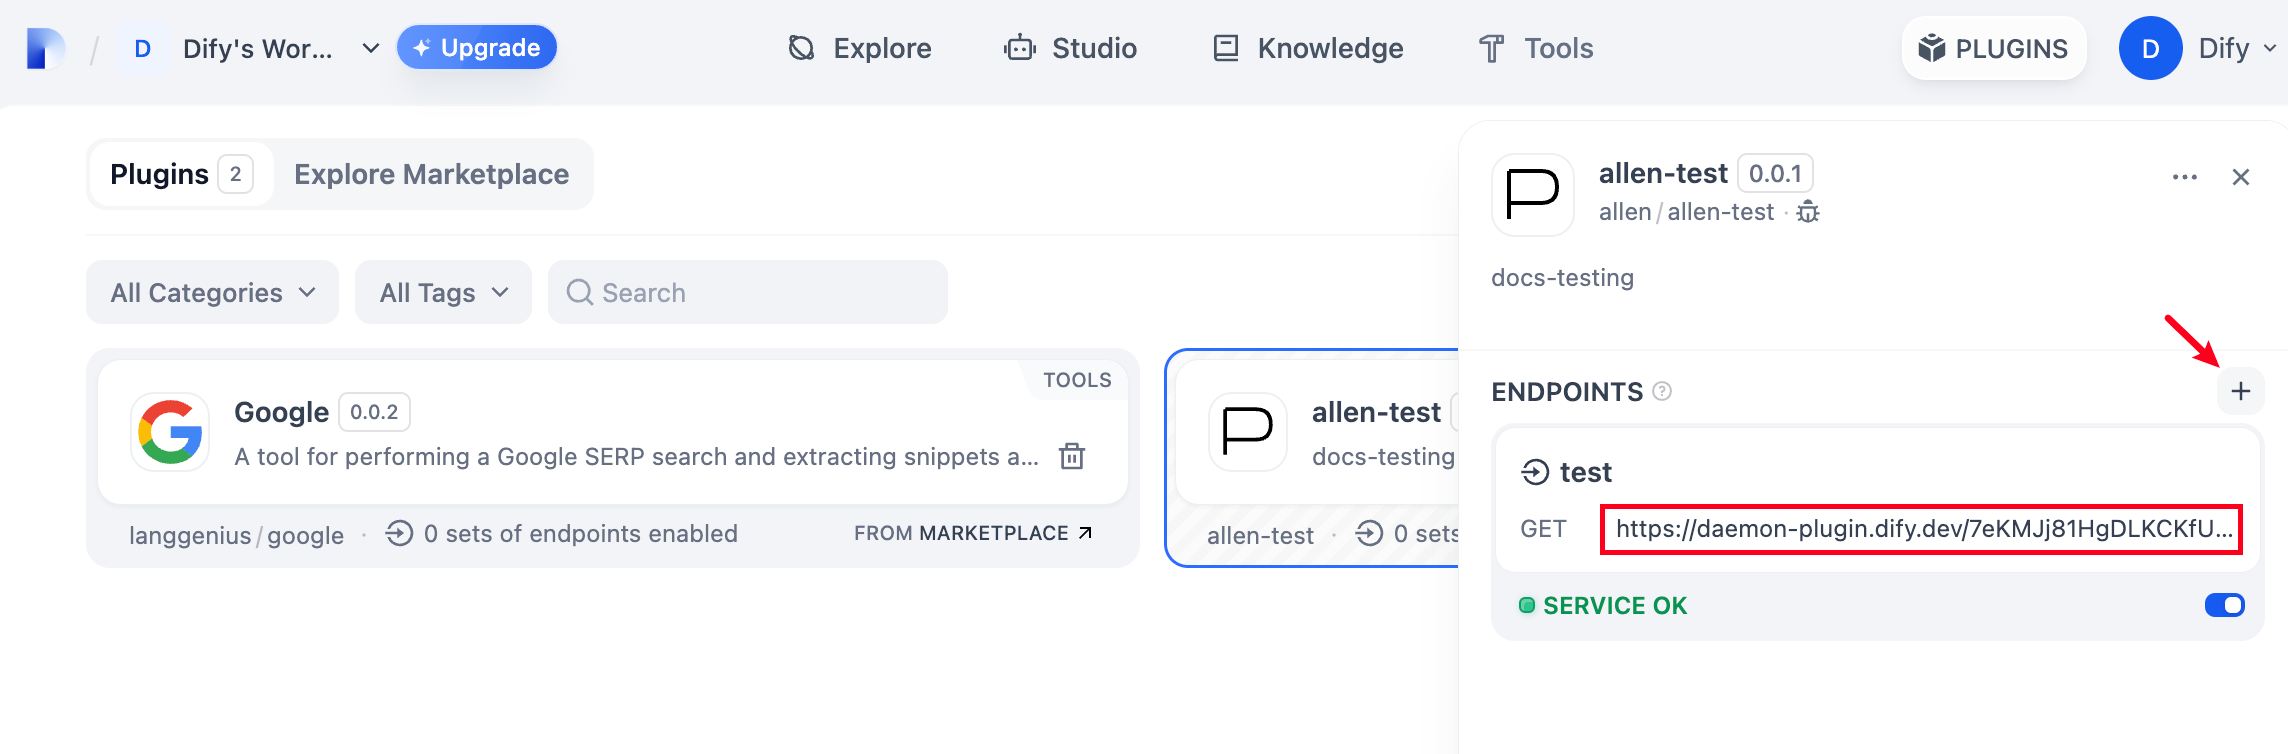 / D Dify's Wor... Upgrade Explore Studio Knowledge Tools PLUGINS D Dify
Plugins 2 Explore Marketplace
All Categories All Tags Search
TOOLS
Google 0.0.2
A tool for performing a Google SERP search and extracting snippets a...
langgenius / google · 0 sets of endpoints enabled FROM MARKETPLACE
allen-test
docs-testing
allen-test · 0 sets
allen-test 0.0.1
allen / allen-test ·
docs-testing
ENDPOINTS ?
test
GET https://daemon-plugin.dify.dev/7eKMJj81HgDLKCKfU...
SERVICE OK